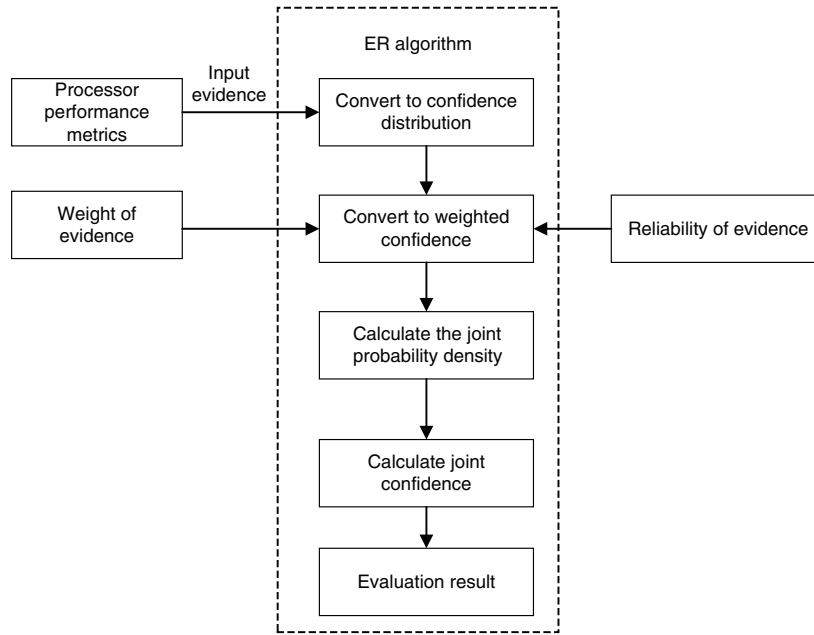 ER algorithm
Input
evidence
Processor
performance
metrics
Convert to confidence
distribution
Weight of
evidence
Convert to weighted
confidence
Reliability of evidence
Calculate the joint
probability density
Calculate joint
confidence
Evaluation result